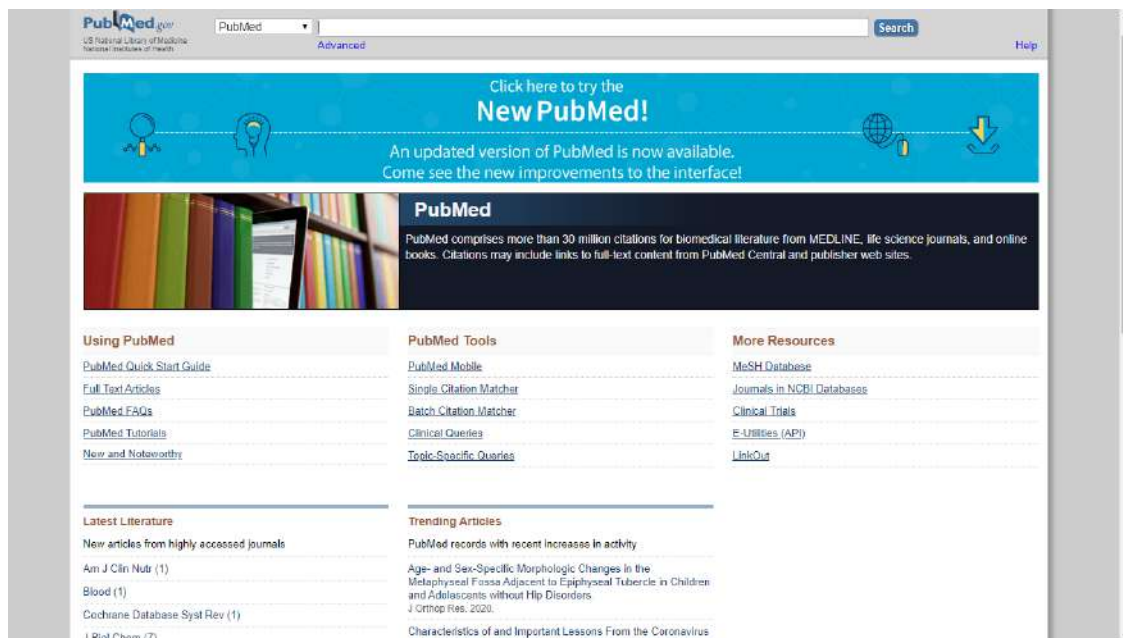 PubMed.gov
PubMed
Search
US National Library of Medicine
National Institutes of Health
Advanced
Help
Click here to try the
New PubMed!
An updated version of PubMed is now available.
Come see the new improvements to the interface!
PubMed
PubMed comprises more than 30 million citations for biomedical literature from MEDLINE, life science journals, and online
books. Citations may include links to full-text content from PubMed Central and publisher web sites.
Using PubMed
PubMed Quick Start Guide
Full Text Articles
PubMed FAQs
PubMed Tutorials
New and Noteworthy
PubMed Tools
PubMed Mobile
Single Citation Matcher
Batch Citation Matcher
Clinical Queries
Topic-Specific Queries
More Resources
MeSH Database
Journals in NCBI Databases
Clinical Trials
E-Utilities (API)
LinkOut
Latest Literature
New articles from highly accessed journals
Am J Clin Nutr (1)
Blood (1)
Cochrane Database Syst Rev (1)
J Biol Chem (7)
Trending Articles
PubMed records with recent increases in activity
Age- and Sex-Specific Morphologic Changes in the
Metaphyseal Fossa Adjacent to Epiphyseal Tubercle in Children
and Adolescents without Hip Disorders
J Orthop Res. 2020.
Characteristics of and Important Lessons From the Coronavirus